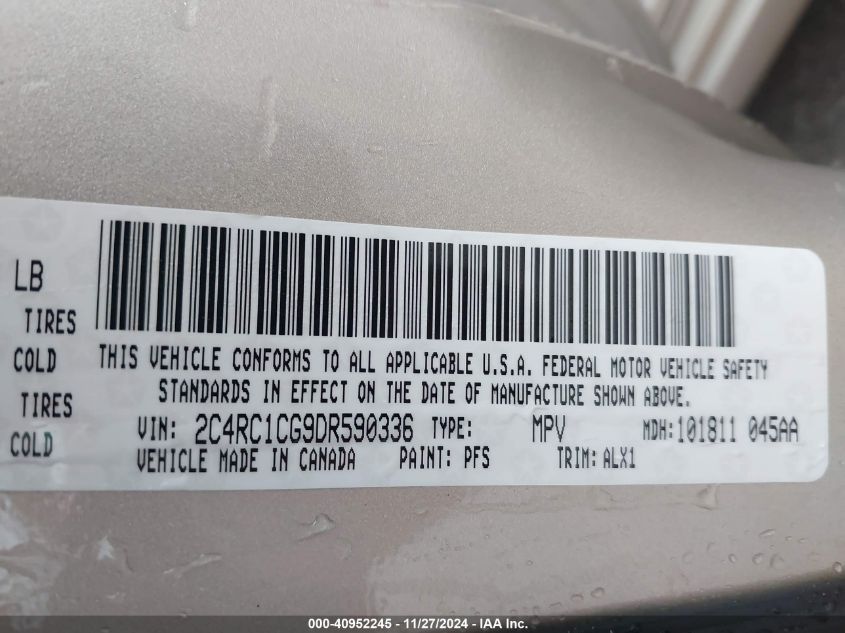 LB
TIRES
COLD
TIRES
COLD
THIS VEHICLE CONFORMS TO ALL APPLICABLE U.S.A. FEDERAL MOTOR VEHICLE SAFETY
STANDARDS IN EFFECT ON THE DATE OF MANUFACTURE SHOWN ABOVE.
VIN: 2C4RC1CG9DR590336 TYPE: MPV MDH:101811 045AA
VEHICLE MADE IN CANADA PAINT: PFS TRIM: ALX1
000-40952245 - 11/27/2024 - IAA Inc.